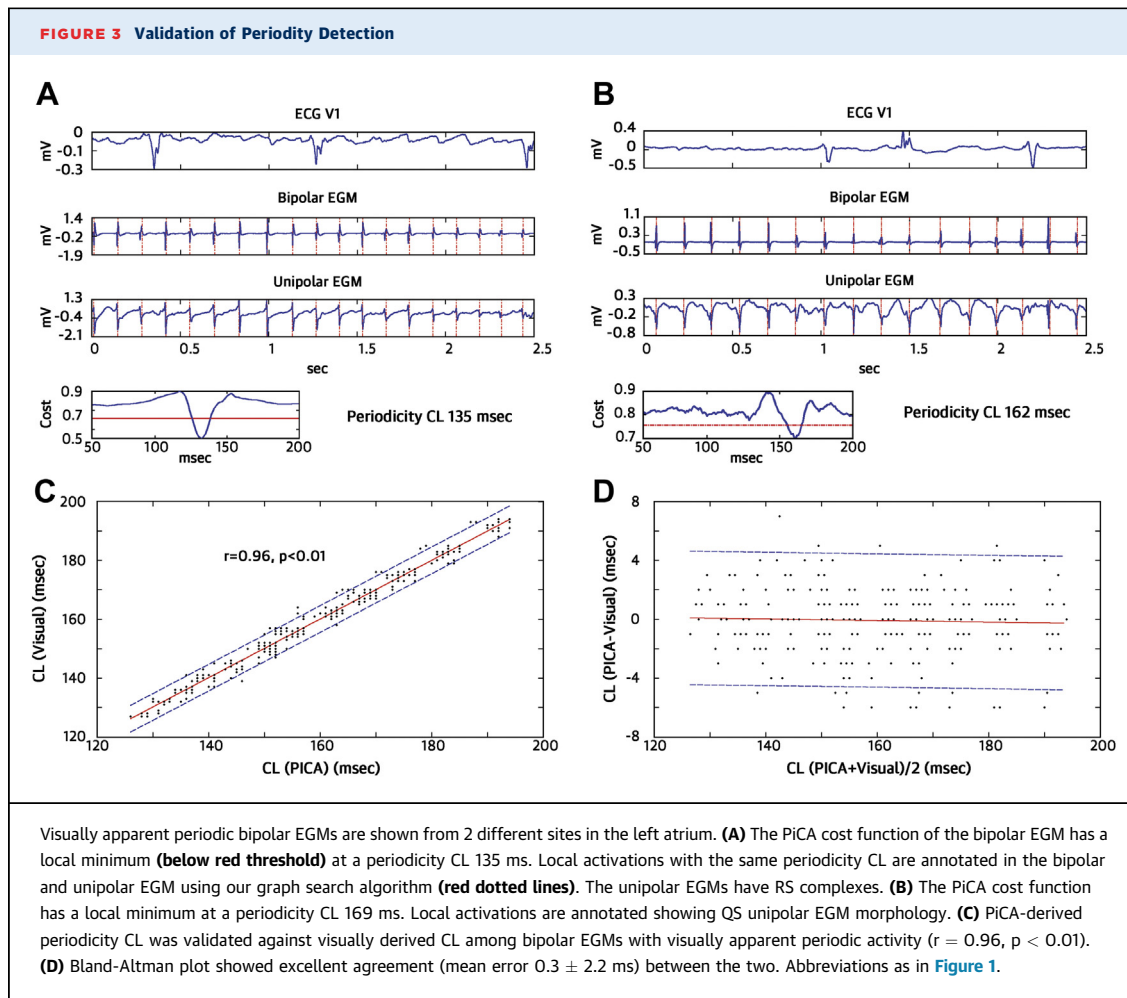 FIGURE 3 Validation of Periodity Detection
A
ECG V1
0
-0.1
-0.3
mV
Bipolar EGM
1.4
-0.2
-1.9
mV
Unipolar EGM
1.3
-0.4
-2.1
mV
0 0.5 1 1.5 2 2.5
sec
0.9
0.7
0.5
Cost
50 100 150 200
msec
Periodicity CL 135 msec
B
ECG V1
0.4
0
-0.5
mV
Bipolar EGM
1.1
0.3
-0.5
mV
Unipolar EGM
0.3
-0.2
-0.8
mV
0 0.5 1 1.5 2 2.5
sec
0.9
0.8
0.7
Cost
50 100 150 200
msec
Periodicity CL 162 msec
C
200
180
160
140
120
CL (Visual) (msec)
r=0.96, p<0.01
120 140 160 180 200
CL (PICA) (msec)
D
8
4
0
-4
-8
CL (PICA-Visual) (msec)
120 140 160 180 200
CL (PICA+Visual)/2 (msec)
Visually apparent periodic bipolar EGMs are shown from 2 different sites in the left atrium. (A) The PiCA cost function of the bipolar EGM has a
local minimum (below red threshold) at a periodicity CL 135 ms. Local activations with the same periodicity CL are annotated in the bipolar
and unipolar EGM using our graph search algorithm (red dotted lines). The unipolar EGMs have RS complexes. (B) The PiCA cost function
has a local minimum at a periodicity CL 169 ms. Local activations are annotated showing QS unipolar EGM morphology. (C) PiCA-derived
periodicity CL was validated against visually derived CL among bipolar EGMs with visually apparent periodic activity (r = 0.96, p < 0.01).
(D) Bland-Altman plot showed excellent agreement (mean error 0.3 ± 2.2 ms) between the two. Abbreviations as in Figure 1.